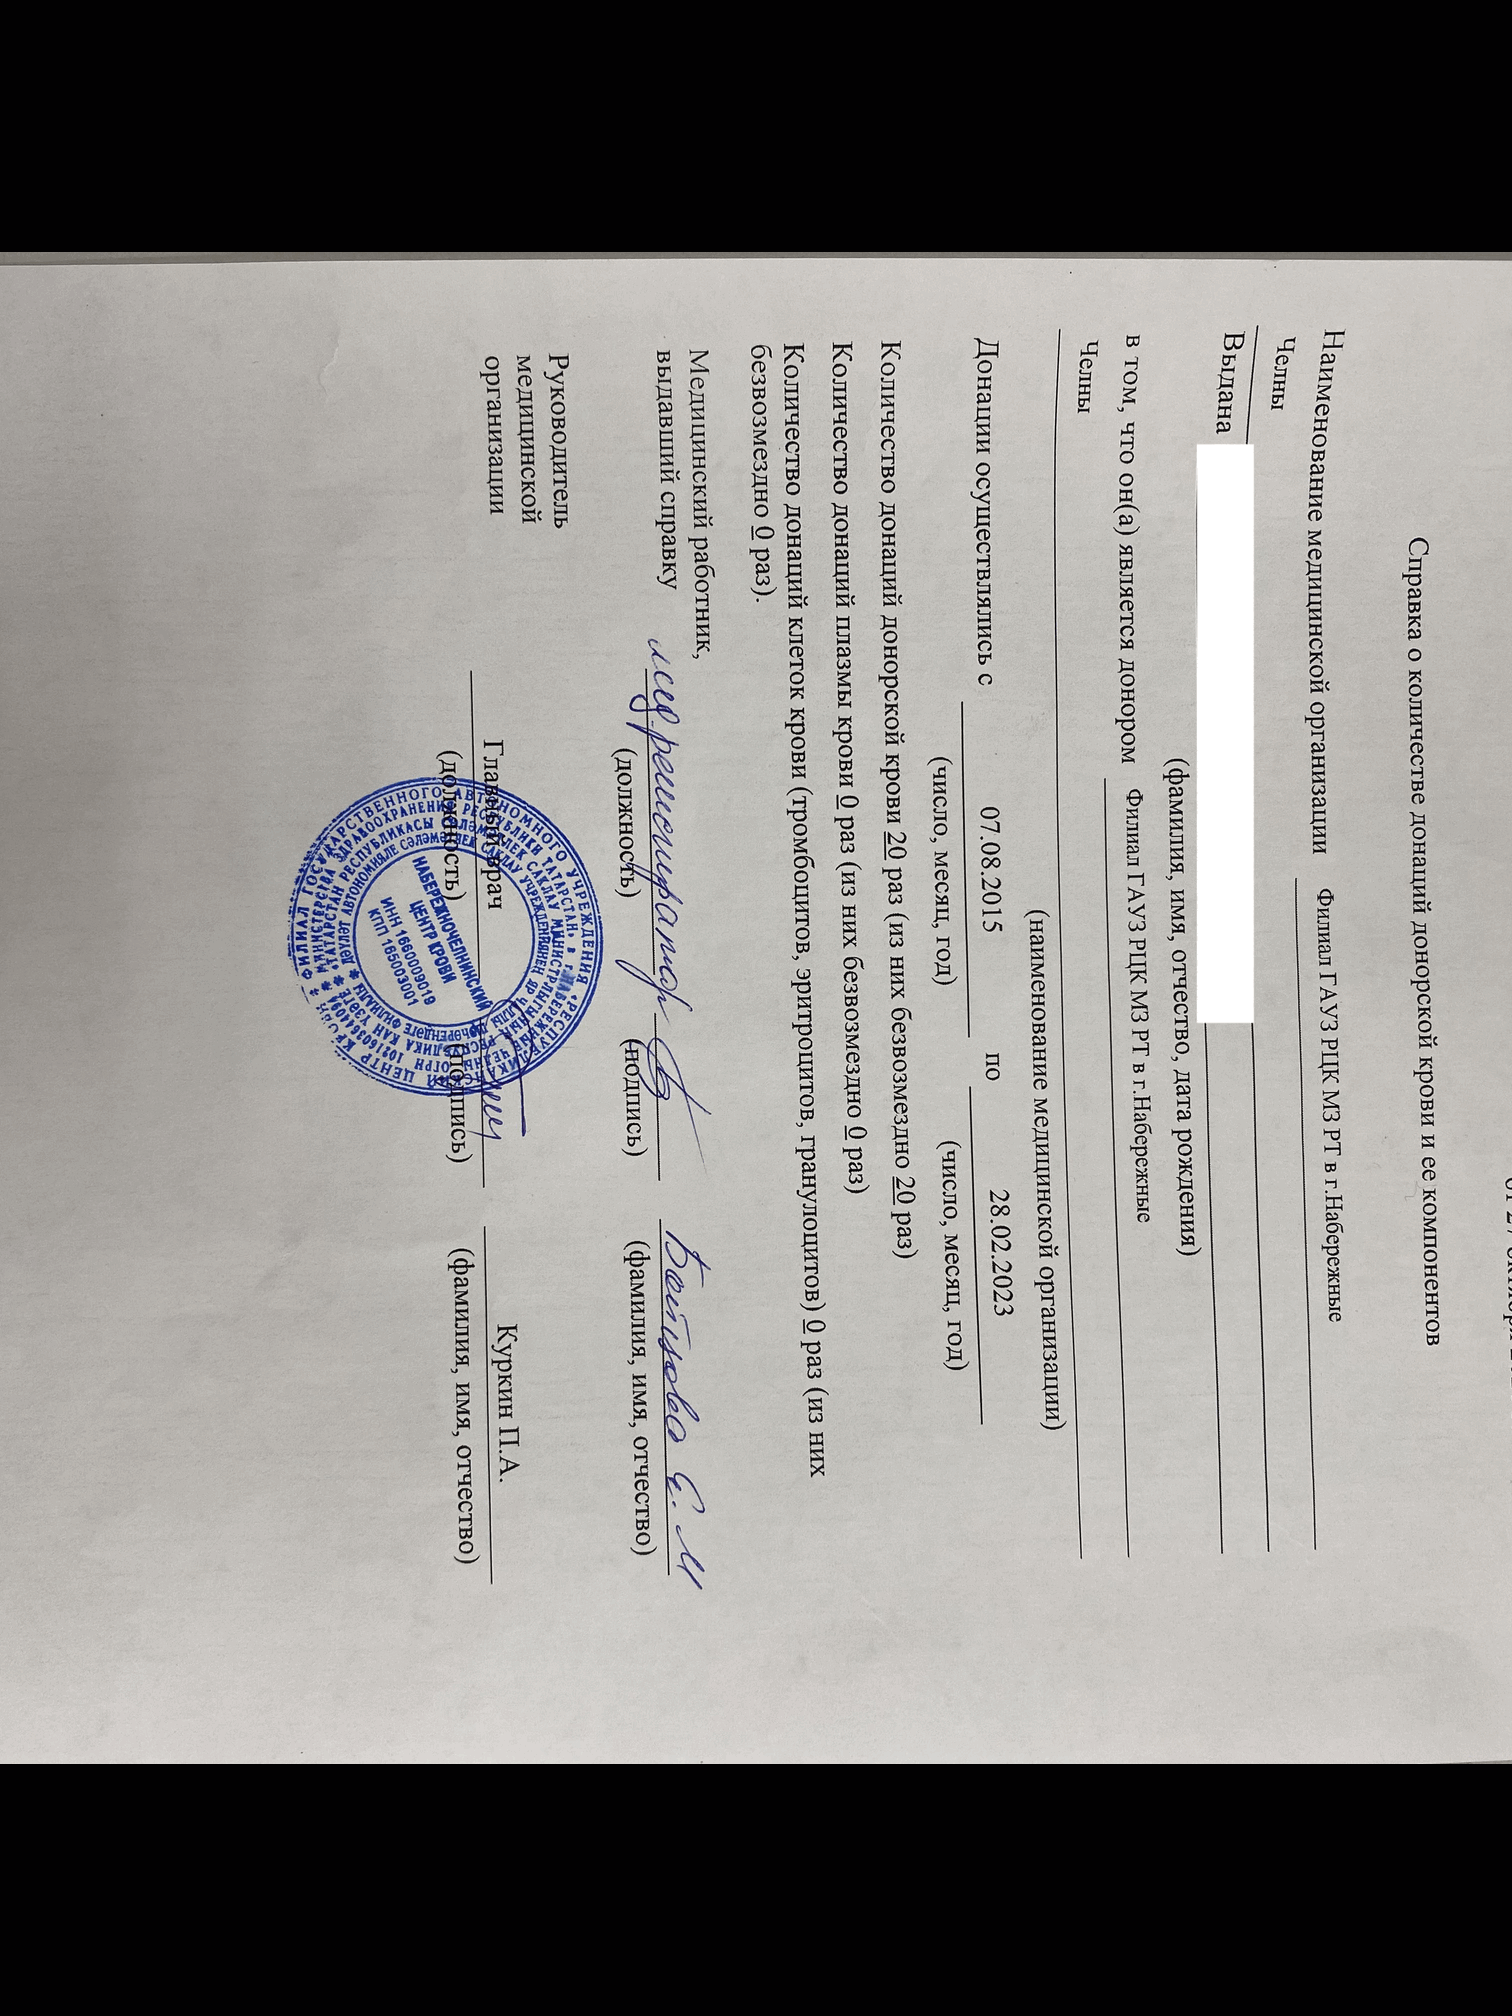 от 27 октября
Справка о количестве донаций донорской крови и ее компонентов
Наименование медицинской организации Филиал ГАУЗ РЦК МЗ РТ в г.Набережные
Челны
Выдана
(фамилия, имя, отчество, дата рождения)
в том, что он(а) является донором Филиал ГАУЗ РЦК МЗ РТ в г.Набережные
Челны
(наименование медицинской организации)
Донации осуществлялись с 07.08.2015 по 28.02.2023
(число, месяц, год) (число, месяц, год)
Количество донаций донорской крови 20 раз (из них безвозмездно 20 раз)
Количество донаций плазмы крови 0 раз (из них безвозмездно 0 раз)
Количество донаций клеток крови (тромбоцитов, эритроцитов, гранулоцитов) 0 раз (из них
безвозмездно 0 раз).
Медицинский работник,
выдавший справку медрегистратор
(должность) (подпись) (фамилия, имя, отчество)
Руководитель
медицинской
организации
Главный врач Куркин П.А.
(должность) (подпись) (фамилия, имя, отчество)
ФИЛИАЛ ГОСУДАРСТВЕННОГО АВТОНОМНОГО УЧРЕЖДЕНИЯ «РЕСПУБЛИКАНСКИЙ ЦЕНТР КРОВИ
МИНИСТЕРСТВА ЗДРАВООХРАНЕНИЯ РЕСПУБЛИКИ ТАТАРСТАН» в г. НАБЕРЕЖНЫЕ ЧЕЛНЫ
НАБЕРЕЖНОЧЕЛНИНСКИЙ
ЦЕНТР КРОВИ
ИНН 1660009019
КПП 165003001